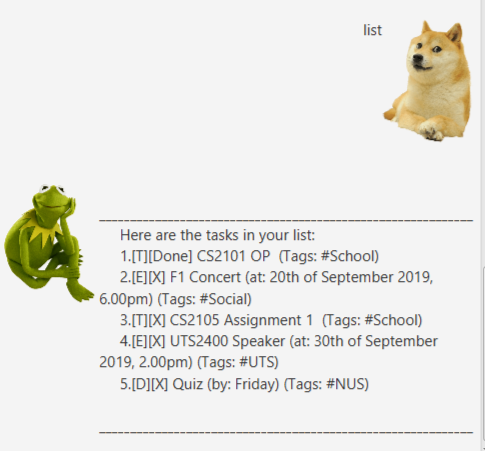 list
Here are the tasks in your list:
1.[T][Done] CS2101 OP  (Tags: #School)
2.[E][X] F1 Concert (at: 20th of September 2019,
6.00pm) (Tags: #Social)
3.[T][X] CS2105 Assignment 1  (Tags: #School)
4.[E][X] UTS2400 Speaker (at: 30th of September
2019, 2.00pm) (Tags: #UTS)
5.[D][X] Quiz (by: Friday) (Tags: #NUS)